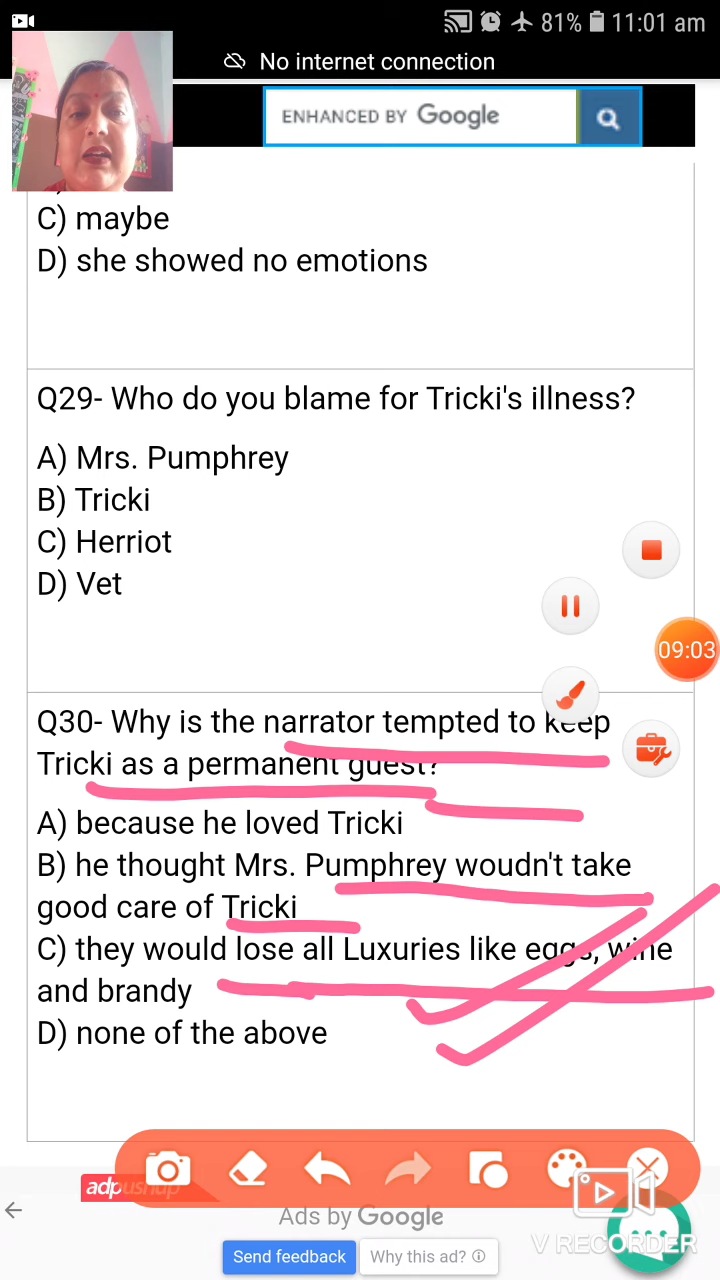 81% 11:01 am
No internet connection
ENHANCED BY Google
C) maybe
D) she showed no emotions
Q29- Who do you blame for Tricki's illness?
A) Mrs. Pumphrey
B) Tricki
C) Herriot
D) Vet
09:03
Q30- Why is the narrator tempted to keep
Tricki as a permanent guest?
A) because he loved Tricki
B) he thought Mrs. Pumphrey woudn't take
good care of Tricki
C) they would lose all Luxuries like eggs, wine
and brandy
D) none of the above
adpushup
Ads by Google
V RECORDER
Send feedback
Why this ad?